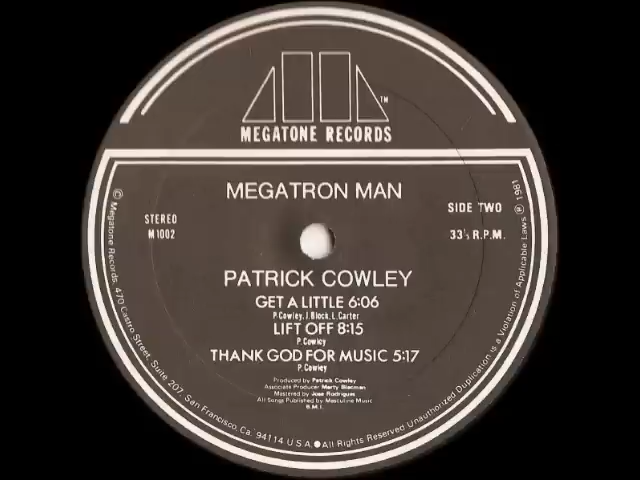 TM
MEGATONE RECORDS
MEGATRON MAN
STEREO
M1002
SIDE TWO
33⅓ R.P.M.
PATRICK COWLEY
GET A LITTLE 6:06
P.Cowley, J.Block, L.Carter
LIFT OFF 8:15
P.Cowley
THANK GOD FOR MUSIC 5:17
P.Cowley
Produced by Patrick Cowley
Associate Producer Marty Blecman
Mastered by Jose Rodriguez
All Songs Published by Masculine Music
B.M.I.
© Megatone Records, 470 Castro Street, Suite 207, San Francisco, Ca. 94114 U.S.A. ● All Rights Reserved Unauthorized Duplication is a Violation of Applicable Laws ℗ 1981